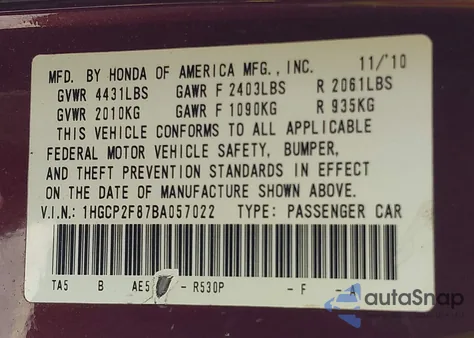 MFD. BY HONDA OF AMERICA MFG., INC. 11/'10
GVWR 4431LBS GAWR F 2403LBS R 2061LBS
GVWR 2010KG GAWR F 1090KG R 935KG
THIS VEHICLE CONFORMS TO ALL APPLICABLE
FEDERAL MOTOR VEHICLE SAFETY, BUMPER,
AND THEFT PREVENTION STANDARDS IN EFFECT
ON THE DATE OF MANUFACTURE SHOWN ABOVE.
V.I.N: 1HGCP2F87BA057022 TYPE: PASSENGER CAR
TA5 B AE5 - R530P - F - A
autoSnap